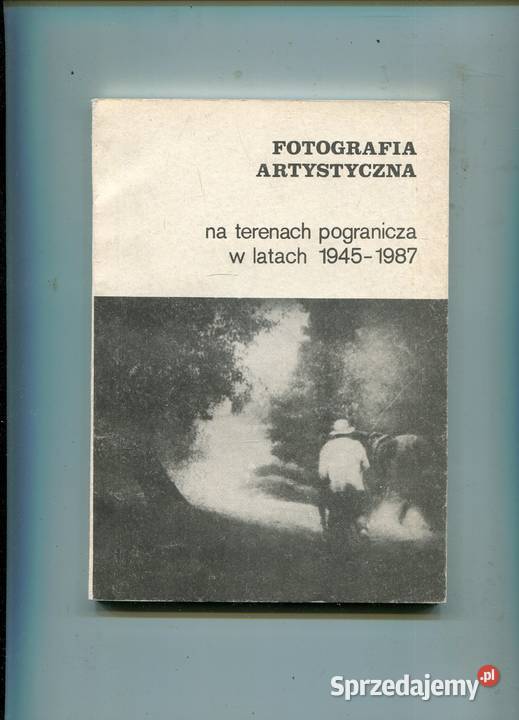 FOTOGRAFIA
ARTYSTYCZNA
na terenach pogranicza
w latach 1945-1987
Sprzedajemy.pl